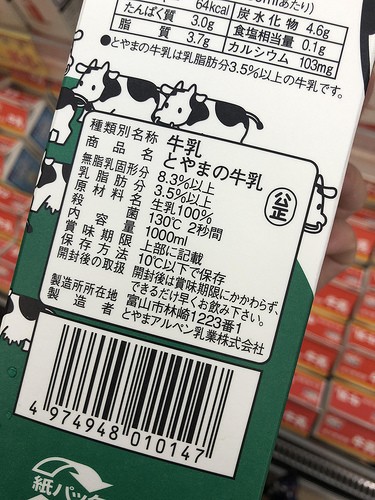 64kcal
たんぱく質 3.0g 炭水化物 4.6g
脂質 3.7g 食塩相当量 0.1g
カルシウム 103mg
●とやまの牛乳は乳脂肪分3.5%以上の牛乳です。
種類別名称 牛乳
商品名 とやまの牛乳
無脂乳固形分 8.3%以上
乳脂肪分 3.5%以上
原材料名 生乳100%
殺菌 130℃ 2秒間
内容量 1000ml
賞味期限 上部に記載
保存方法 10℃以下で保存
開封後の取扱 開封後は賞味期限にかかわらず、
できるだけ早くお飲み下さい。
製造所所在地 富山市林崎1223番1
製造者 とやまアルペン乳業株式会社
公正
4 974948 010147
紙パック